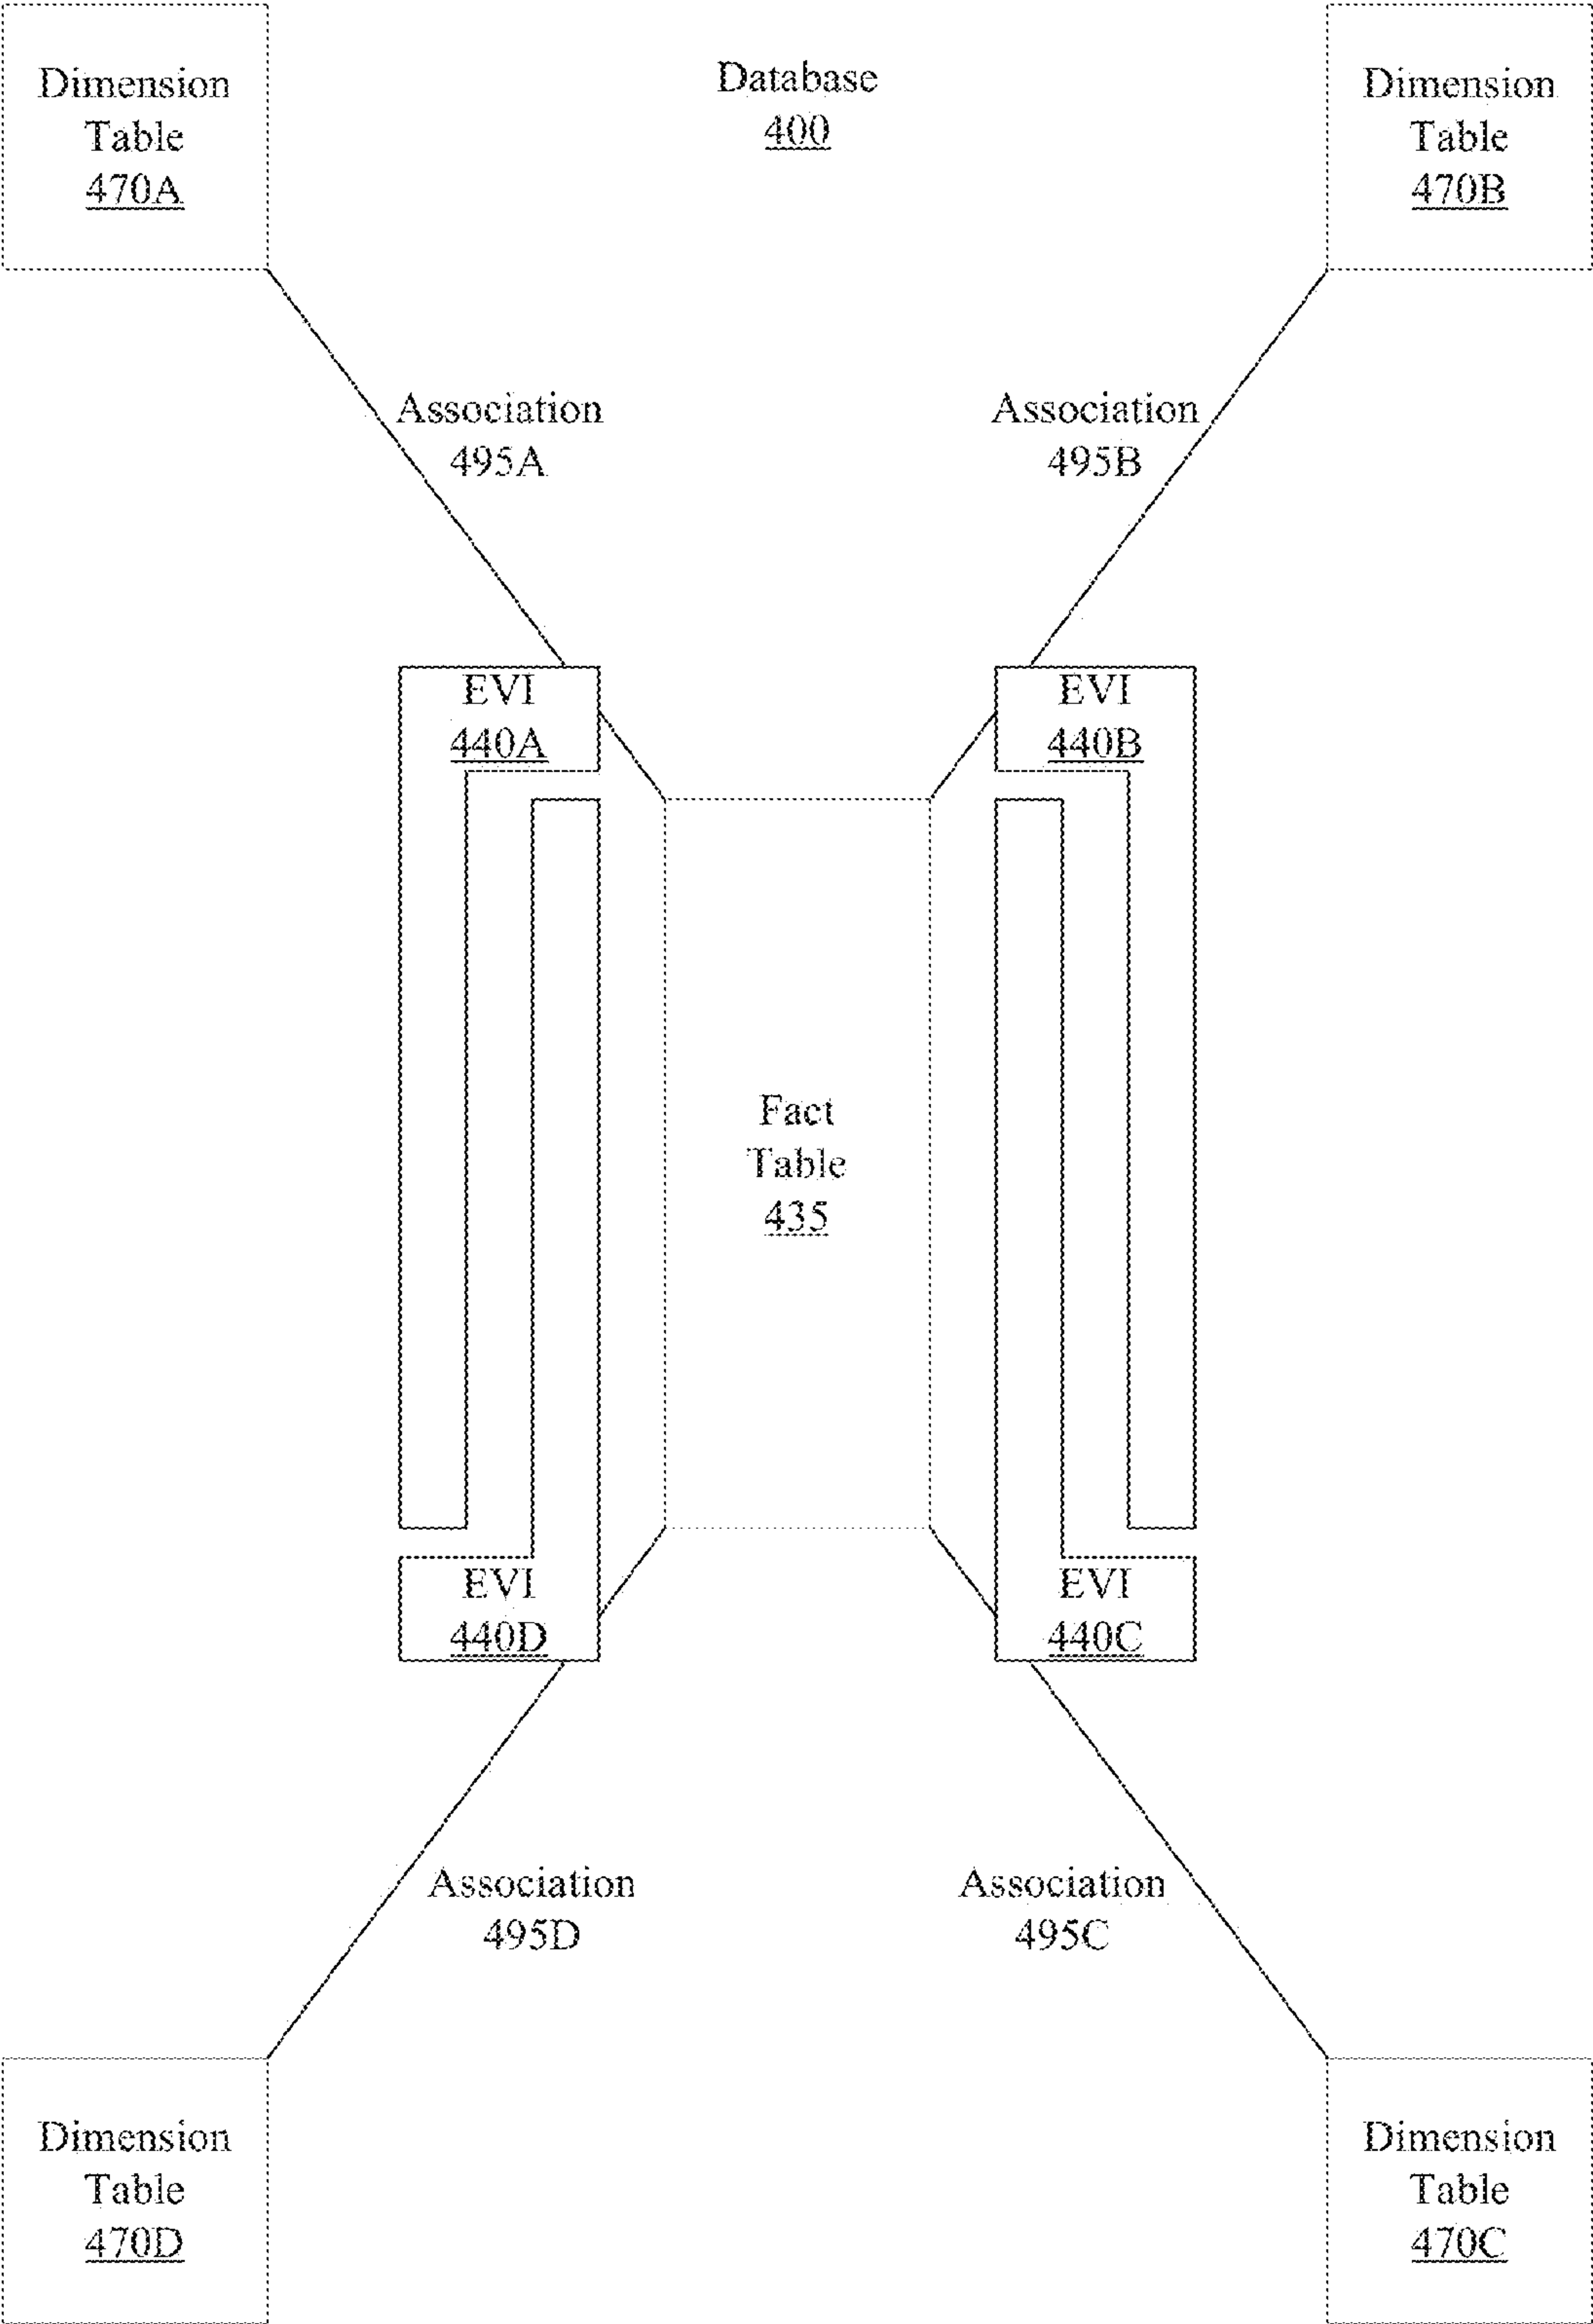 Dimension
Table
470A
Database
400
Dimension
Table
470B
Association
495A
Association
495B
EVI
440A
EVI
440B
Fact
Table
435
EVI
440D
EVI
440C
Association
495D
Association
495C
Dimension
Table
470D
Dimension
Table
470C